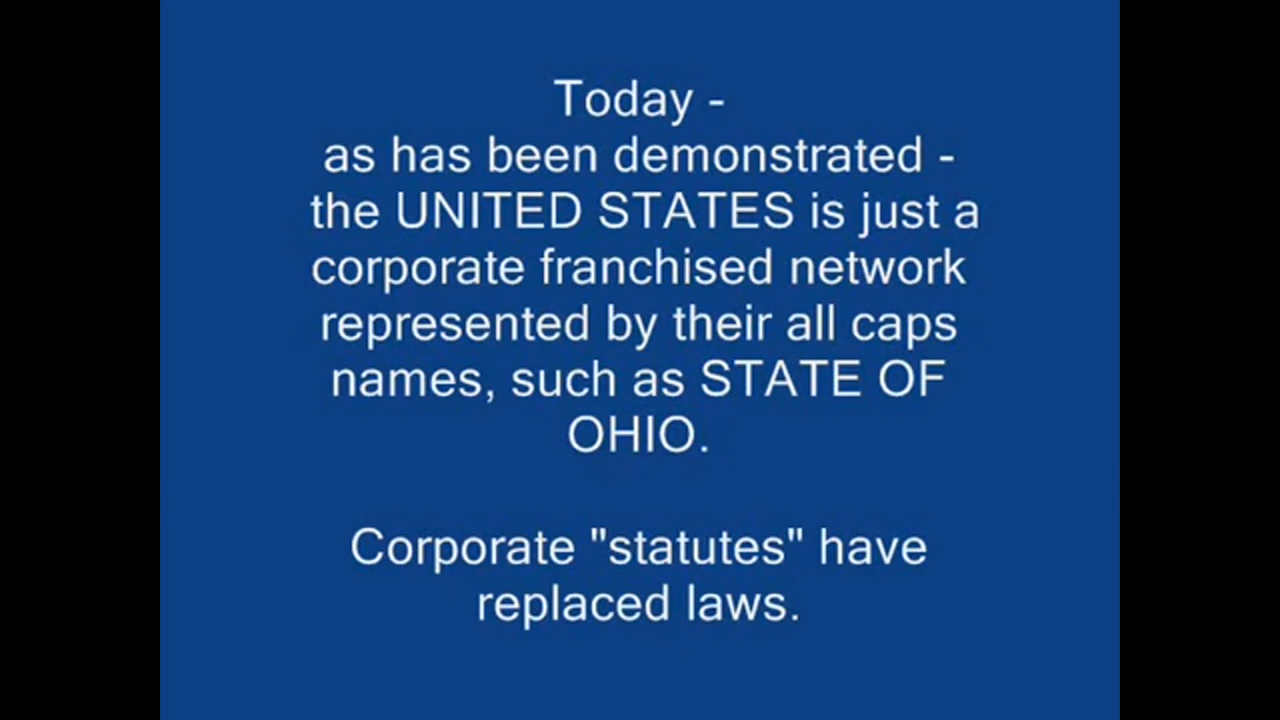 Today -
as has been demonstrated -
the UNITED STATES is just a
corporate franchised network
represented by their all caps
names, such as STATE OF
OHIO.
Corporate "statutes" have
replaced laws.